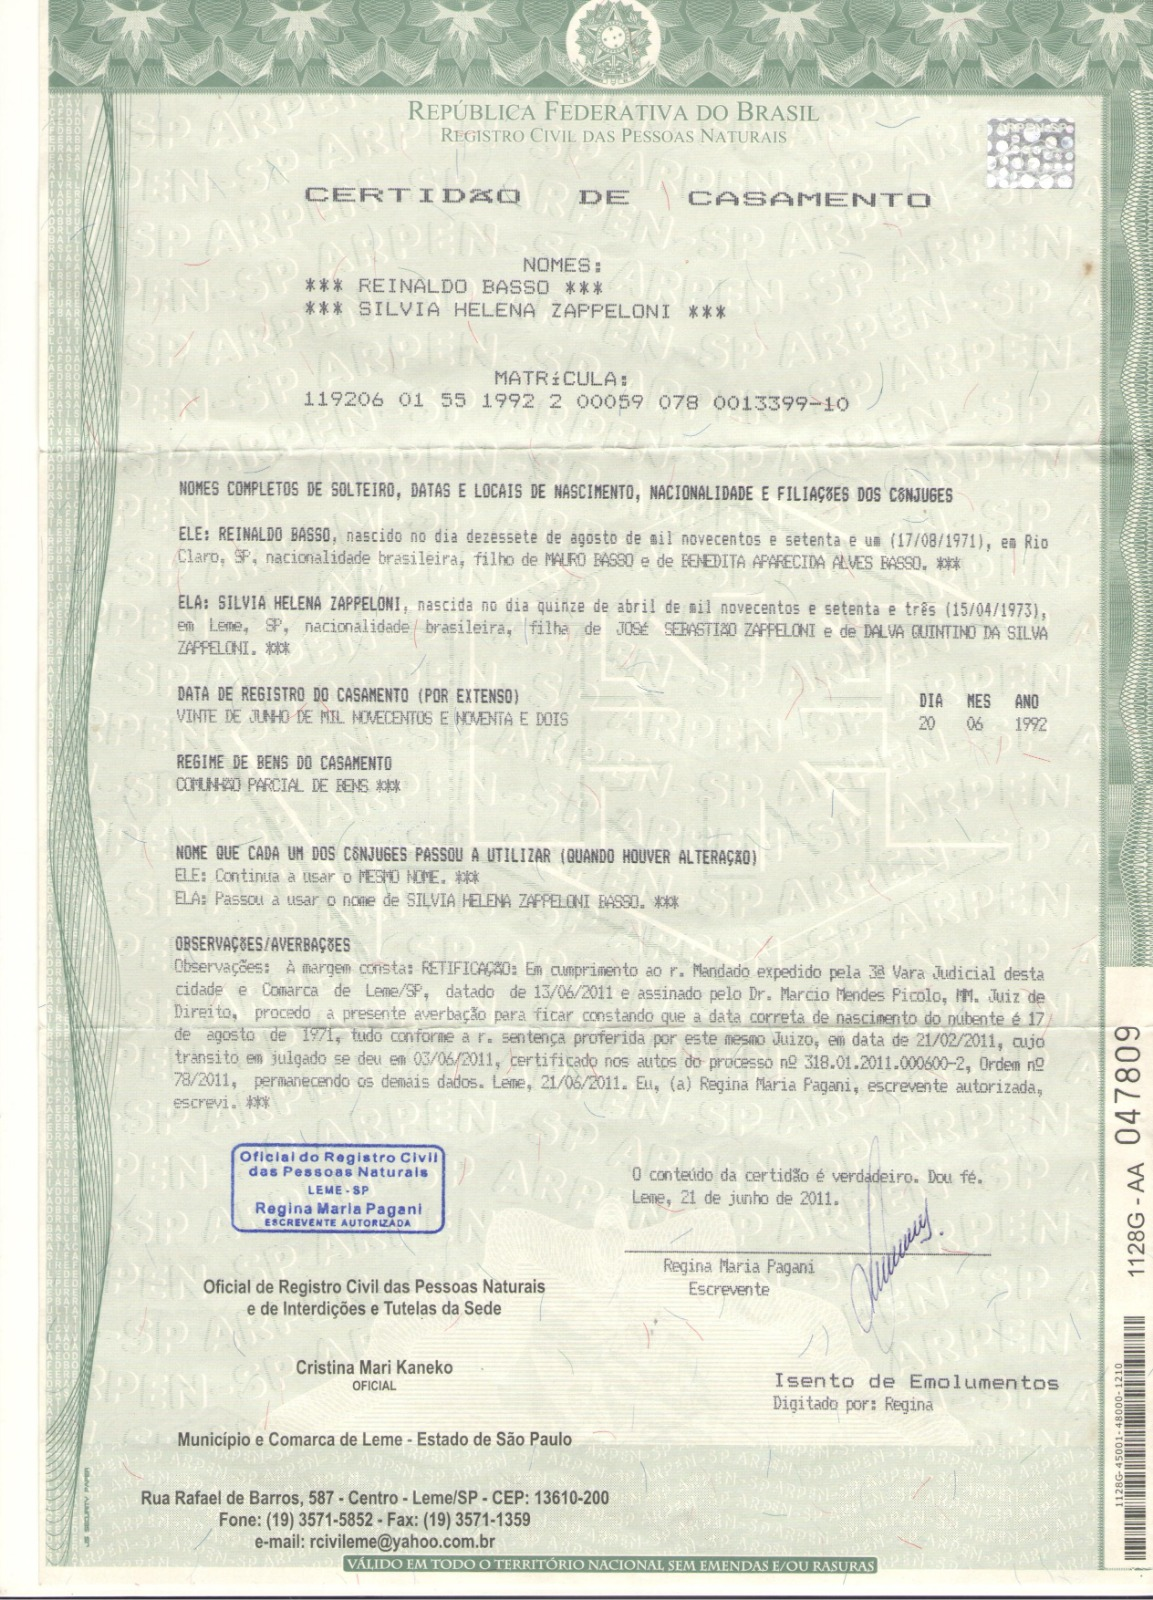 REPÚBLICA FEDERATIVA DO BRASIL
REGISTRO CIVIL DAS PESSOAS NATURAIS
CERTIDÃO DE CASAMENTO
NOMES:
*** REINALDO BASSO ***
*** SILVIA HELENA ZAPPELONI ***
MATRíCULA:
119206 01 55 1992 2 00059 078 0013399-10
NOMES COMPLETOS DE SOLTEIRO, DATAS E LOCAIS DE NASCIMENTO, NACIONALIDADE E FILIAÇÕES DOS CÔNJUGES
ELE: REINALDO BASSO, nascido no dia dezessete de agosto de mil novecentos e setenta e um (17/08/1971), em Rio
Claro, SP, nacionalidade brasileira, filho de MAURO BASSO e de BENEDITA APARECIDA ALVES BASSO. ***
ELA: SILVIA HELENA ZAPPELONI, nascida no dia quinze de abril de mil novecentos e setenta e três (15/04/1973),
em Leme, SP, nacionalidade brasileira, filha de JOSé SEBASTIÃO ZAPPELONI e de DALVA QUINTINO DA SILVA
ZAPPELONI. ***
DATA DE REGISTRO DO CASAMENTO (POR EXTENSO) DIA MES ANO
VINTE DE JUNHO DE MIL NOVECENTOS E NOVENTA E DOIS 20 06 1992
REGIME DE BENS DO CASAMENTO
COMUNHÃO PARCIAL DE BENS ***
NOME QUE CADA UM DOS CÔNJUGES PASSOU A UTILIZAR (QUANDO HOUVER ALTERAÇÃO)
ELE: Continua a usar o MESMO NOME. ***
ELA: Passou a usar o nome de SILVIA HELENA ZAPPELONI BASSO. ***
OBSERVAÇÕES/AVERBAÇÕES
Observações: À margem consta: RETIFICAÇÃO: Em cumprimento ao r. Mandado expedido pela 3ª Vara Judicial desta
cidade e Comarca de Leme/SP, datado de 13/06/2011 e assinado pelo Dr. Marcio Mendes Picolo, MM. Juiz de
Direito, procedo a presente averbação para ficar constando que a data correta de nascimento do nubente é 17
de agosto de 1971, tudo conforme a r. sentença proferida por este mesmo Juizo, em data de 21/02/2011, cujo
trânsito em julgado se deu em 03/06/2011, certificado nos autos do processo nº 318.01.2011.000600-2, Ordem nº
78/2011, permanecendo os demais dados. Leme, 21/06/2011. Eu, (a) Regina Maria Pagani, escrevente autorizada,
escrevi. ***
Oficial do Registro Civil
das Pessoas Naturais
LEME - SP
Regina Maria Pagani
ESCREVENTE AUTORIZADA
O conteúdo da certidão é verdadeiro. Dou fé.
Leme, 21 de junho de 2011.
Regina Maria Pagani
Escrevente
Oficial de Registro Civil das Pessoas Naturais
e de Interdições e Tutelas da Sede
Cristina Mari Kaneko
OFICIAL
Isento de Emolumentos
Digitado por: Regina
Município e Comarca de Leme - Estado de São Paulo
Rua Rafael de Barros, 587 - Centro - Leme/SP - CEP: 13610-200
Fone: (19) 3571-5852 - Fax: (19) 3571-1359
e-mail: rcivileme@yahoo.com.br
VÁLIDO EM TODO O TERRITÓRIO NACIONAL, SEM EMENDAS E/OU RASURAS
1128G - AA 047809
1128G-45001-48000-1210